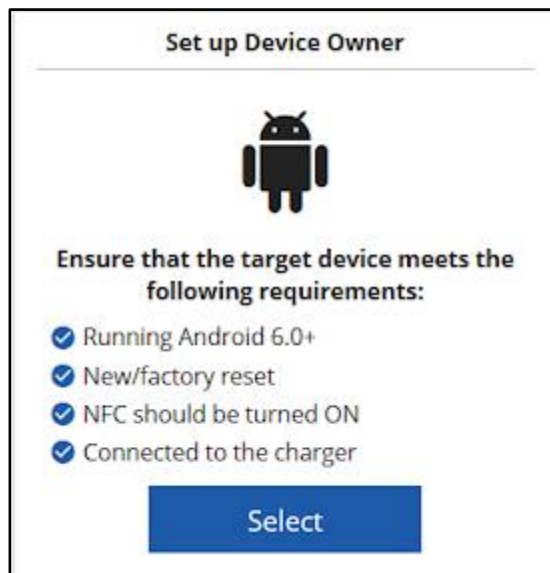 Set up Device Owner
Ensure that the target device meets the
following requirements:
Running Android 6.0+
New/factory reset
NFC should be turned ON
Connected to the charger
Select